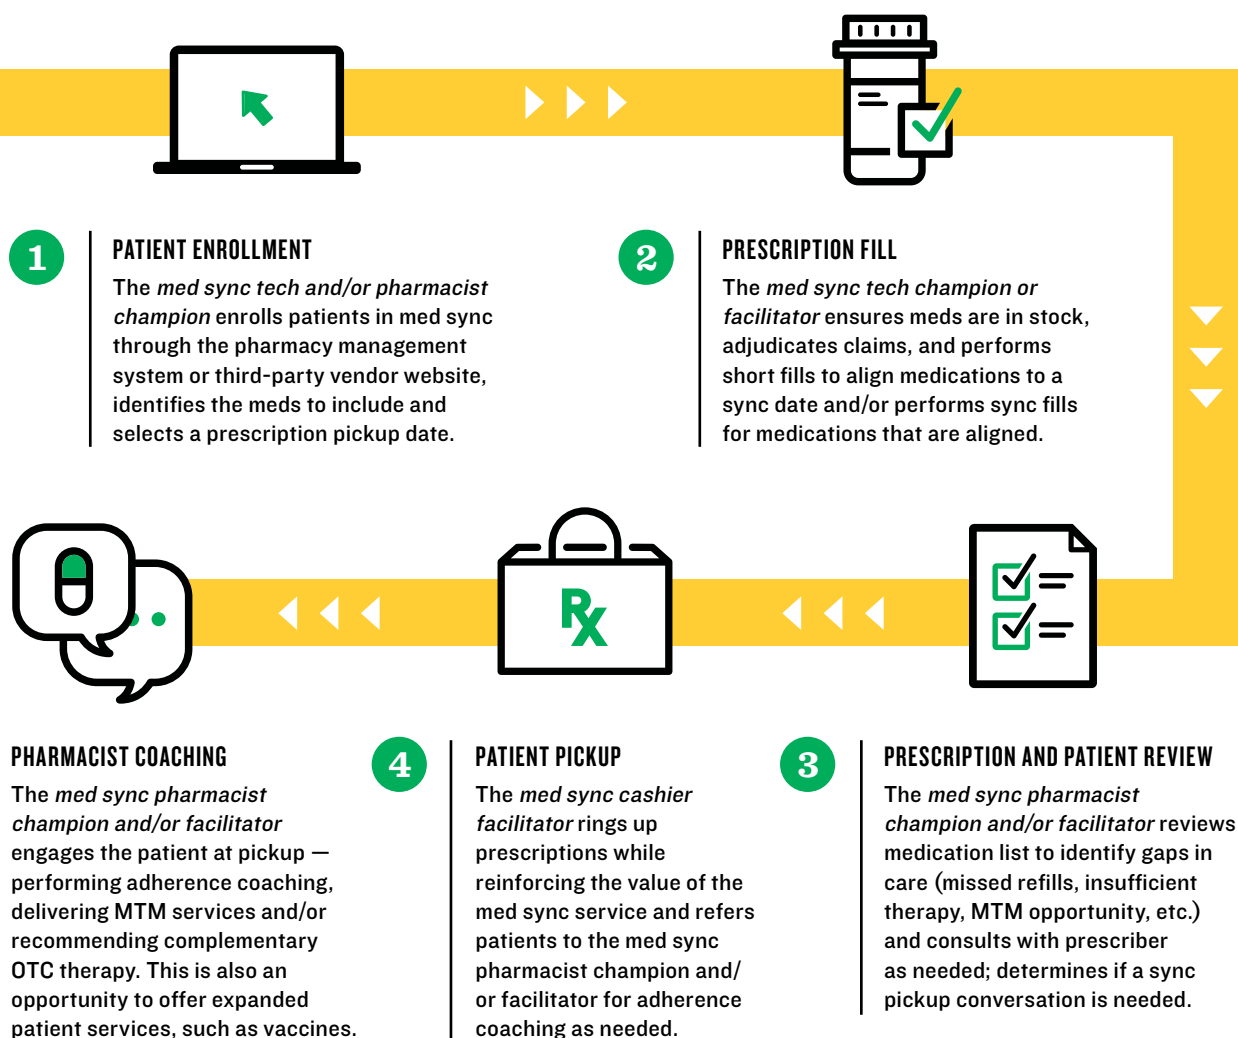 1
PATIENT ENROLLMENT
The med sync tech and/or pharmacist
champion enrolls patients in med sync
through the pharmacy management
system or third-party vendor website,
identifies the meds to include and
selects a prescription pickup date.
2
PRESCRIPTION FILL
The med sync tech champion or
facilitator ensures meds are in stock,
adjudicates claims, and performs
short fills to align medications to a
sync date and/or performs sync fills
for medications that are aligned.
Rx
3
PRESCRIPTION AND PATIENT REVIEW
The med sync pharmacist
champion and/or facilitator reviews
medication list to identify gaps in
care (missed refills, insufficient
therapy, MTM opportunity, etc.)
and consults with prescriber
as needed; determines if a sync
pickup conversation is needed.
4
PATIENT PICKUP
The med sync cashier
facilitator rings up
prescriptions while
reinforcing the value of the
med sync service and refers
patients to the med sync
pharmacist champion and/
or facilitator for adherence
coaching as needed.
PHARMACIST COACHING
The med sync pharmacist
champion and/or facilitator
engages the patient at pickup —
performing adherence coaching,
delivering MTM services and/or
recommending complementary
OTC therapy. This is also an
opportunity to offer expanded
patient services, such as vaccines.